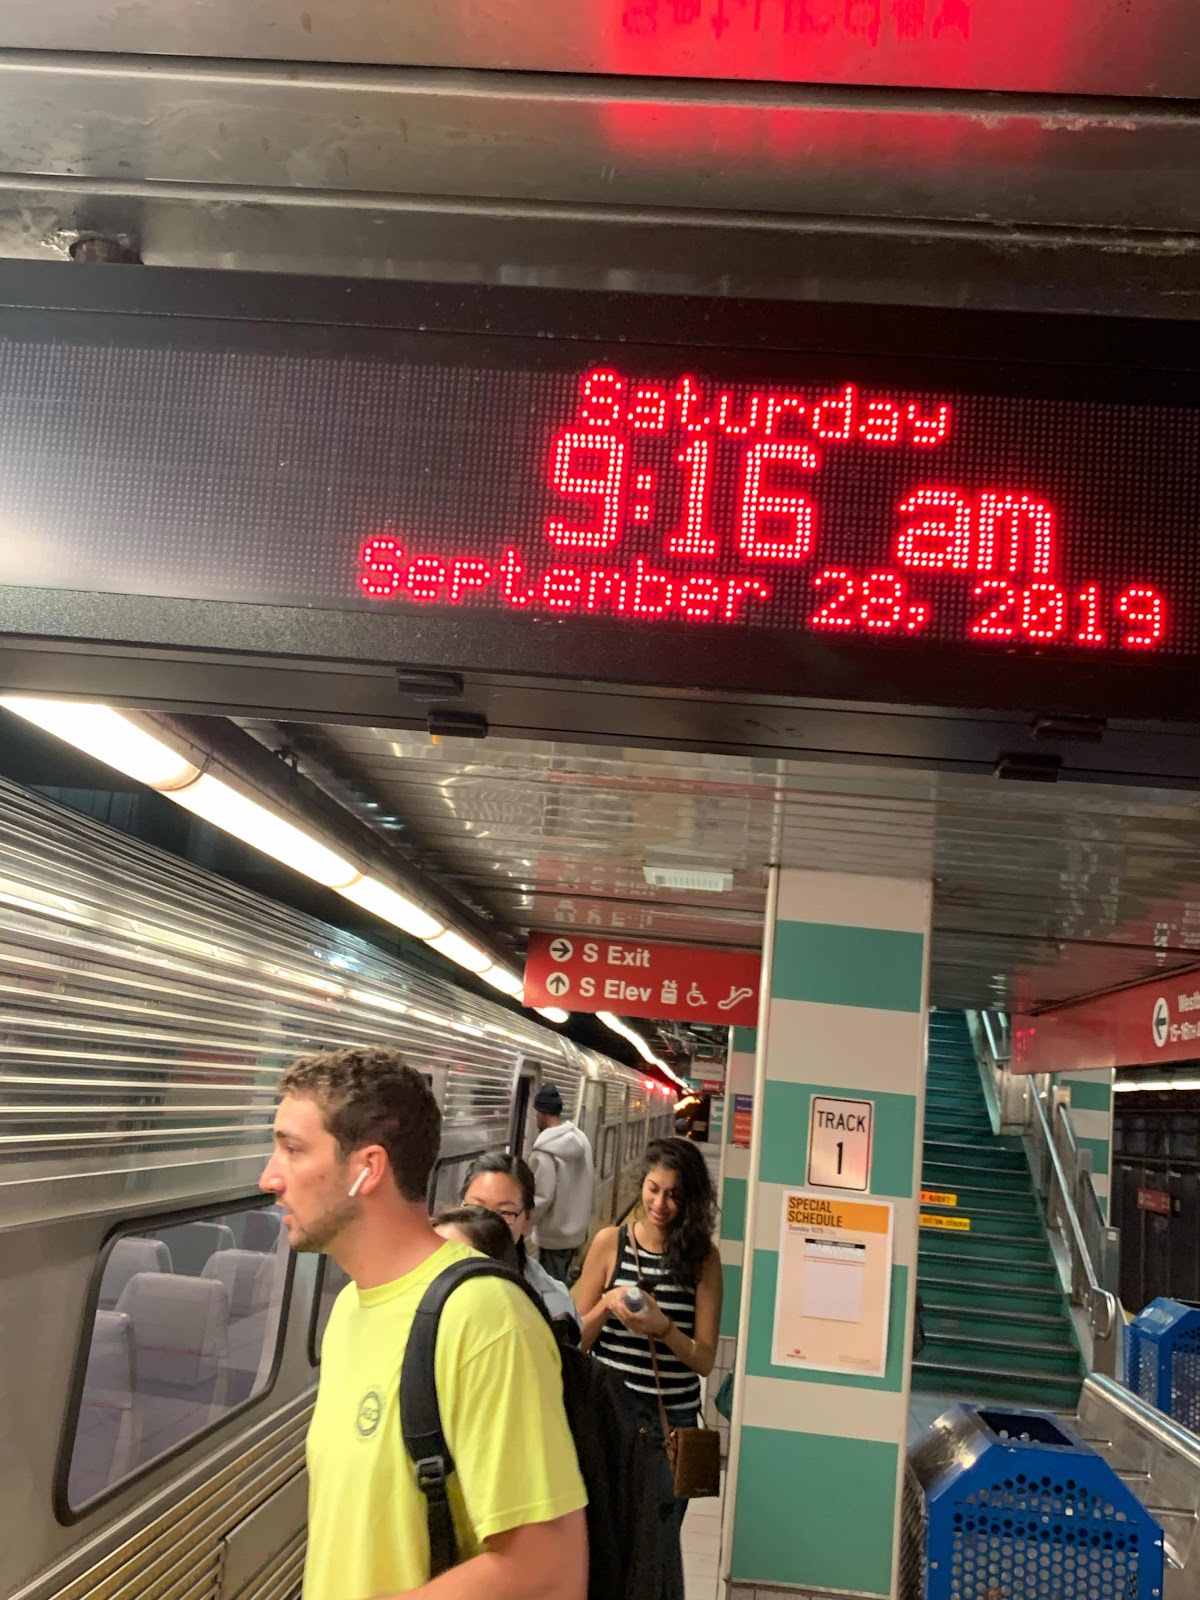 Saturday
9:16 am
September 28, 2019
S Exit
S Elev
TRACK
1
SPECIAL
SCHEDULE